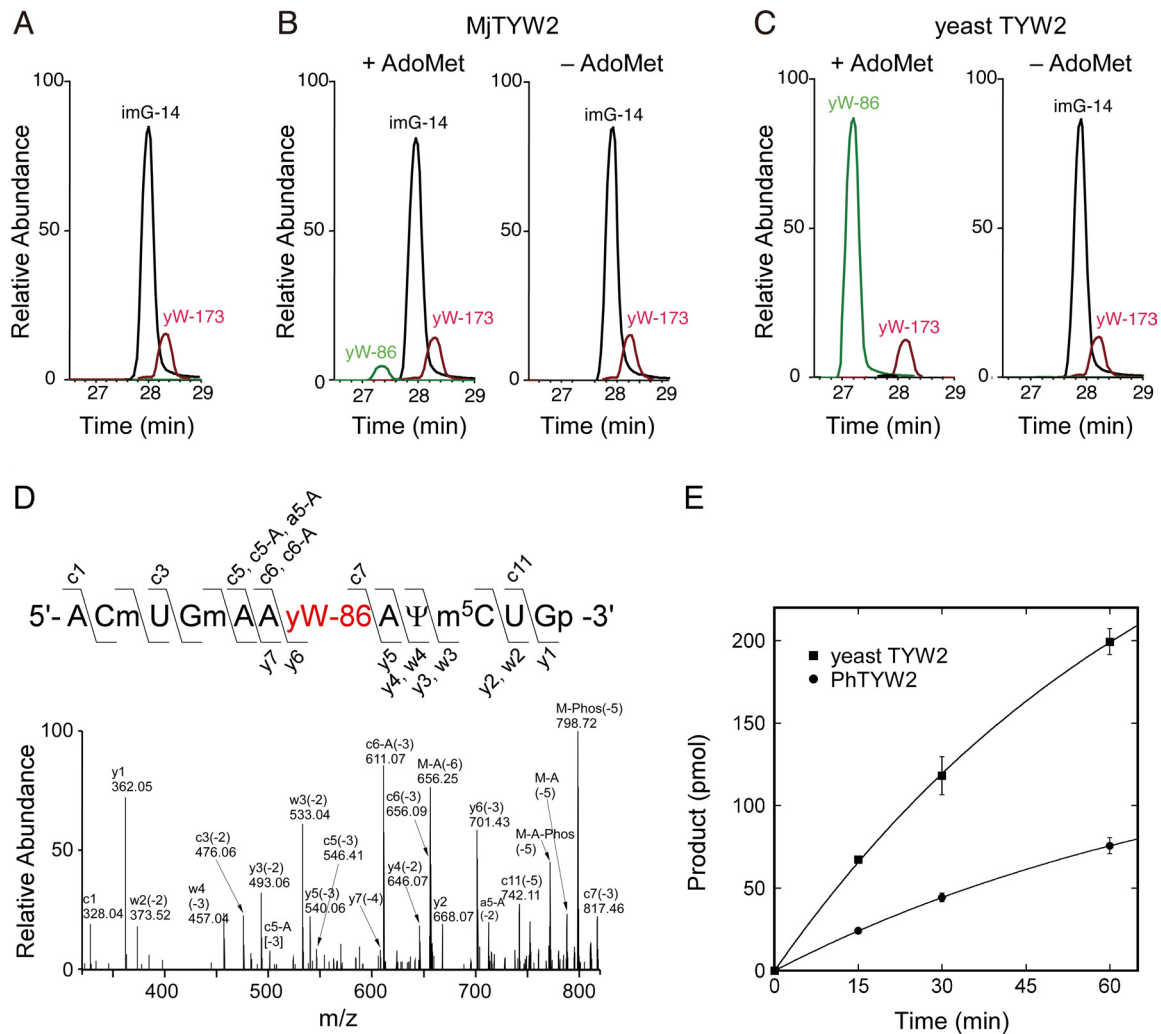 A
100
50
0
Relative Abundance
imG-14
yW-173
27 28 29
Time (min)
B
MjTYW2
+ AdoMet
100
50
0
Relative Abundance
imG-14
yW-86
yW-173
27 28 29
Time (min)
– AdoMet
imG-14
yW-173
27 28 29
Time (min)
C
yeast TYW2
+ AdoMet
100
50
0
Relative Abundance
yW-86
yW-173
27 28 29
Time (min)
– AdoMet
100
50
0
imG-14
yW-173
27 28 29
Time (min)
D
c1
c3
c5, c5-A, a5-A
c6, c6-A
c7
c11
5'- ACmUGmAAyW-86AΨm⁵CUGp -3'
y7
y6
y5
y4, w4
y3, w3
y2, w2
y1
100
50
0
Relative Abundance
c1
328.04
y1
362.05
w2(-2)
373.52
w4
(-3)
457.04
c3(-2)
476.06
y3(-2)
493.06
c5-A
[-3]
w3(-2)
533.04
y5(-3)
540.06
c5(-3)
546.41
y7(-4)
c6-A(-3)
611.07
y4(-2)
646.07
c6(-3)
656.09
M-A(-6)
656.25
y2
668.07
y6(-3)
701.43
a5-A
(-2)
c11(-5)
742.11
M-A-Phos
(-5)
M-A
(-5)
M-Phos(-5)
798.72
c7(-3)
817.46
400 500 600 700 800
m/z
E
200
150
100
50
0
Product (pmol)
yeast TYW2
PhTYW2
0 15 30 45 60
Time (min)